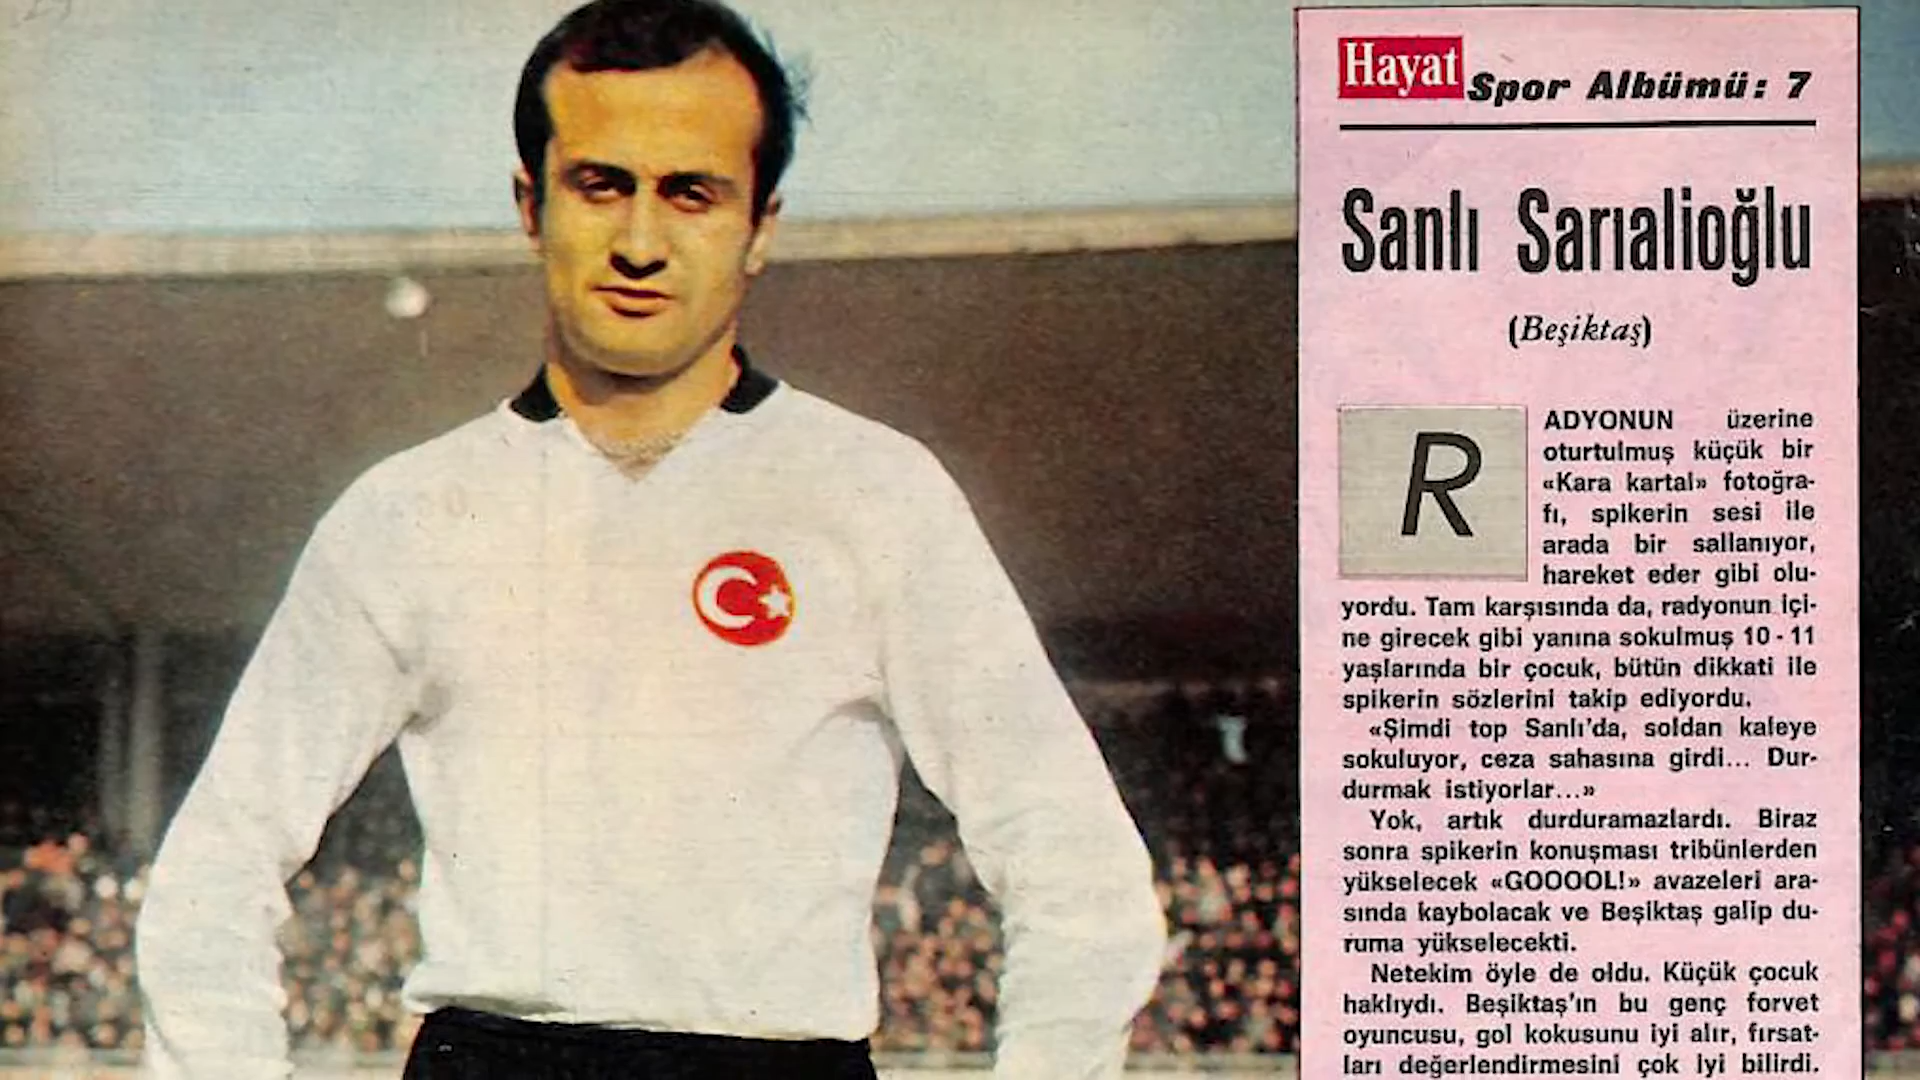 Hayat Spor Albümü: 7
Sanlı Sarıalioğlu
(Beşiktaş)
RADYONUN üzerine
oturtulmuş küçük bir
«Kara kartal» fotoğra-
fı, spikerin sesi ile
arada bir sallanıyor,
hareket eder gibi olu-
yordu. Tam karşısında da, radyonun içi-
ne girecek gibi yanına sokulmuş 10 - 11
yaşlarında bir çocuk, bütün dikkati ile
spikerin sözlerini takip ediyordu.
«Şimdi top Sanlı'da, soldan kaleye
sokuluyor, ceza sahasına girdi... Dur-
durmak istiyorlar...»
Yok, artık durduramazlardı. Biraz
sonra spikerin konuşması tribünlerden
yükselecek «GOOOOL!» avazeleri ara-
sında kaybolacak ve Beşiktaş galip du-
ruma yükselecekti.
Netekim öyle de oldu. Küçük çocuk
haklıydı. Beşiktaş'ın bu genç forvet
oyuncusu, gol kokusunu iyi alır, fırsat-
ları değerlendirmesini çok iyi bilirdi.